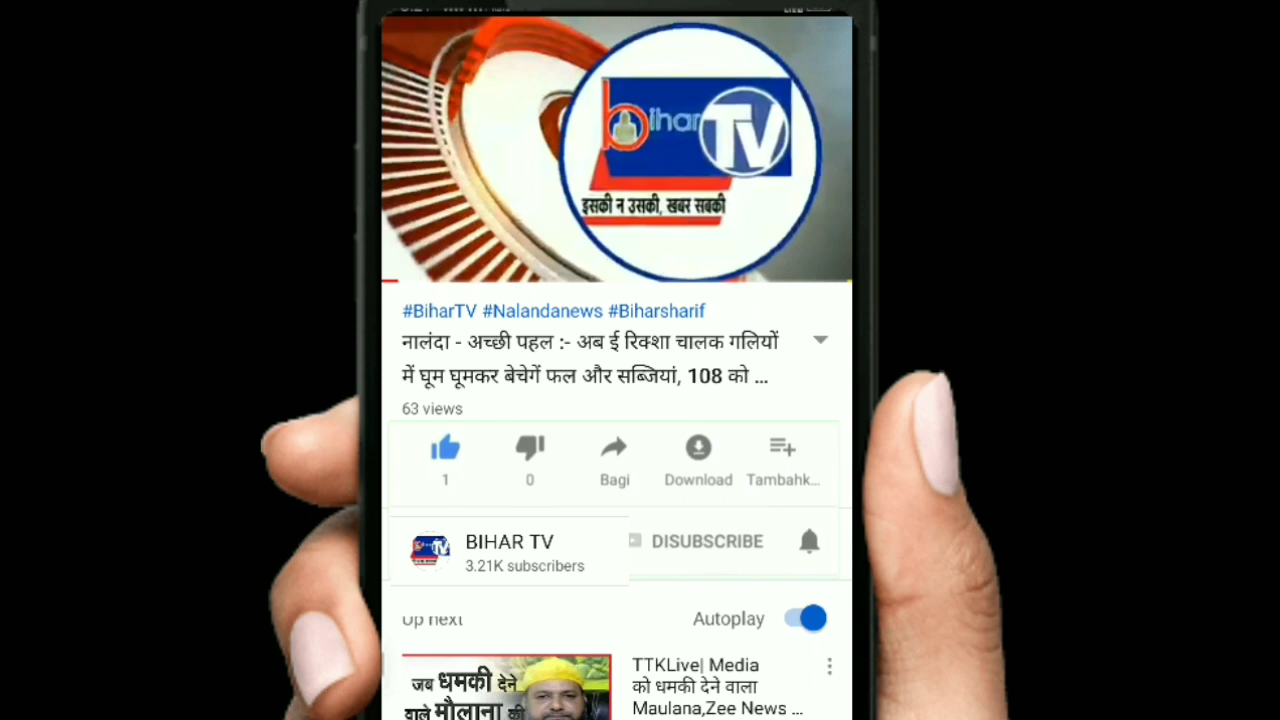 bihar TV
इसकी न उसकी, खबर सबकी
#BiharTV #Nalandanews #Biharsharif
नालंदा - अच्छी पहल :- अब ई रिक्शा चालक गलियों
में घूम घूमकर बेचेगें फल और सब्जियां, 108 को ...
63 views
1 0 Bagi Download Tambahk...
BIHAR TV
3.21K subscribers
DISUBSCRIBE
Up next
Autoplay
जब धमकी देने
वाले मौलाना की
TTKLive| Media
को धमकी देने वाला
Maulana,Zee News ...